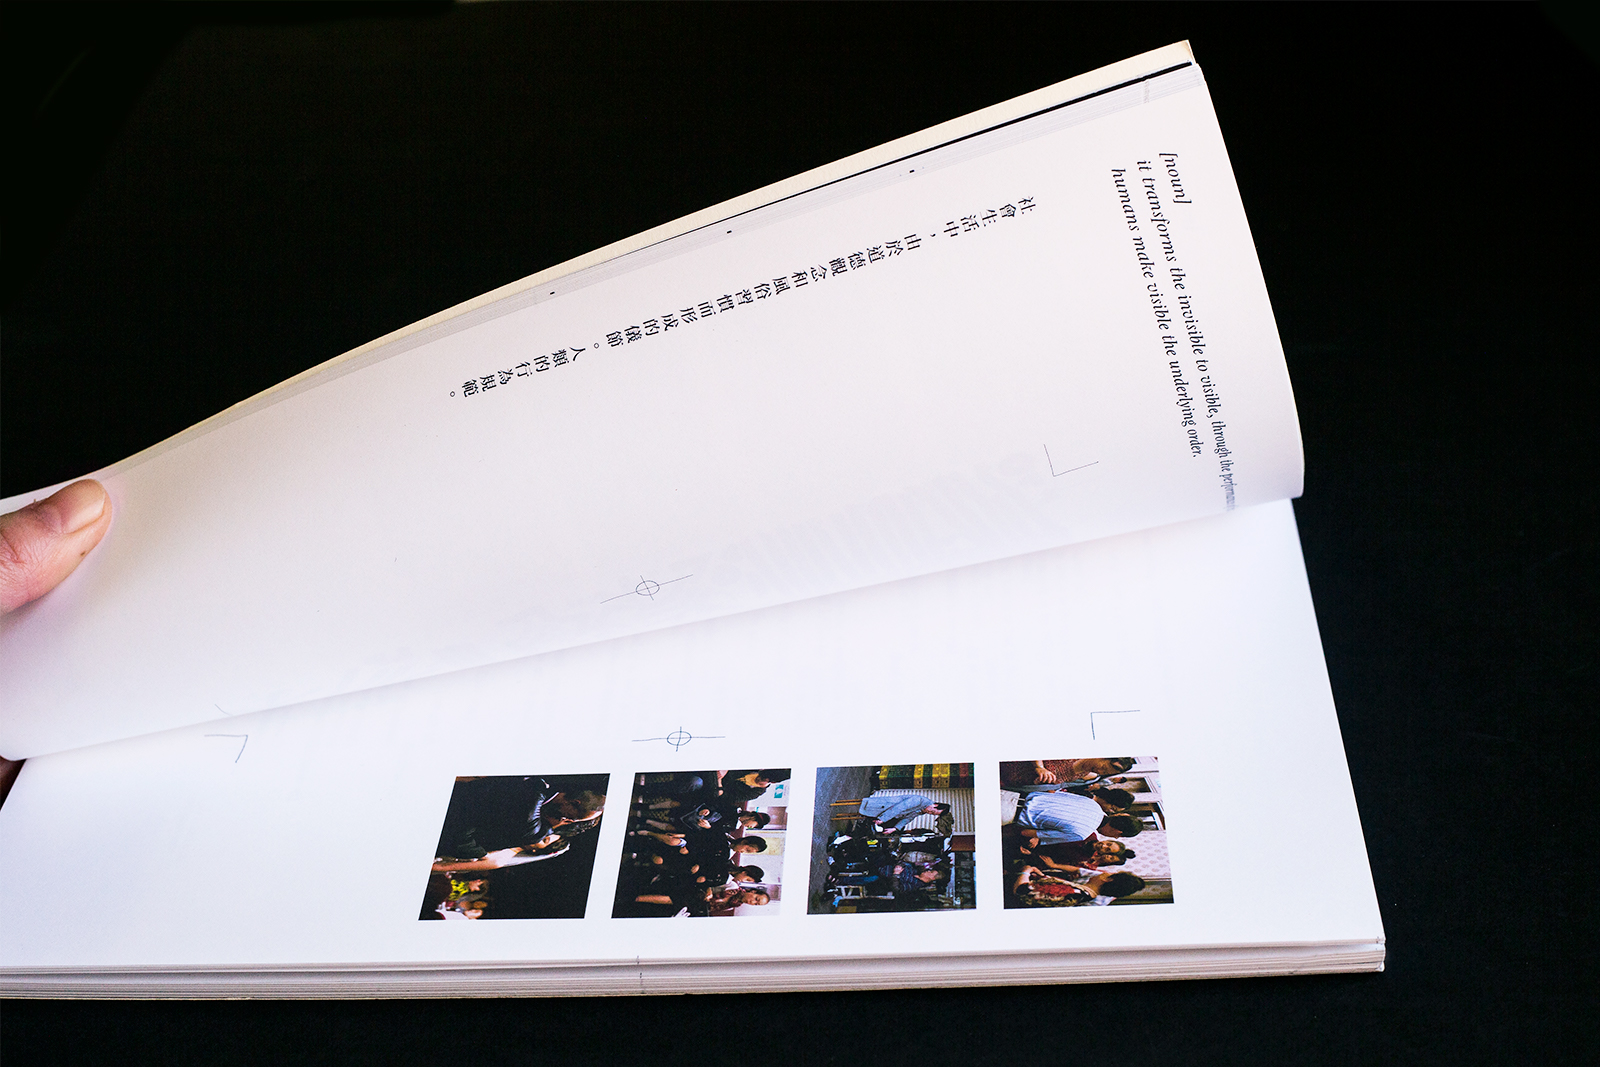 [noun]
it transforms the invisible to visible, through the
humans make visible the underlying order.
社會生活中，由於道德觀念和風俗習慣而形成的儀節。人類的行為規範。